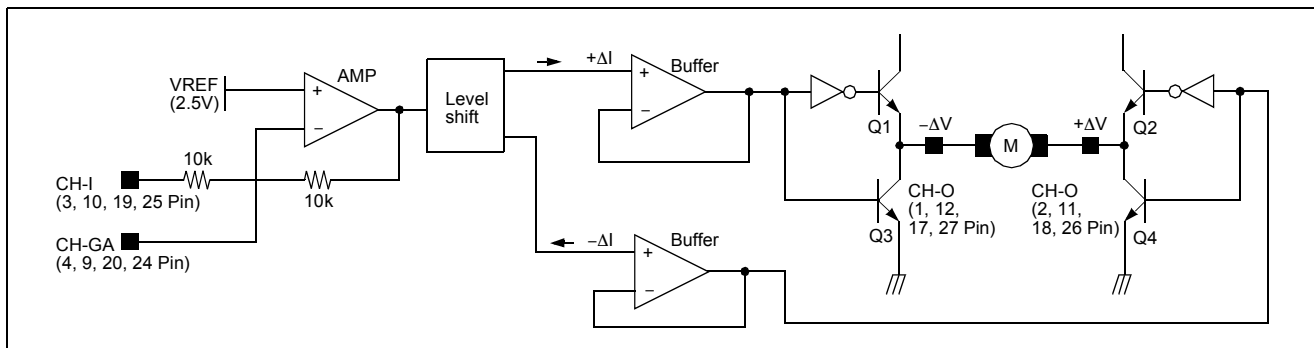 VREF
(2.5V)
AMP
+
−
10k
10k
CH-I
(3, 10, 19, 25 Pin)
CH-GA
(4, 9, 20, 24 Pin)
Level
shift
+ΔI
−ΔI
Buffer
+
−
Buffer
+
−
Q1
Q3
−ΔV
M
+ΔV
Q2
Q4
CH-O
(1, 12,
17, 27 Pin)
CH-O
(2, 11,
18, 26 Pin)